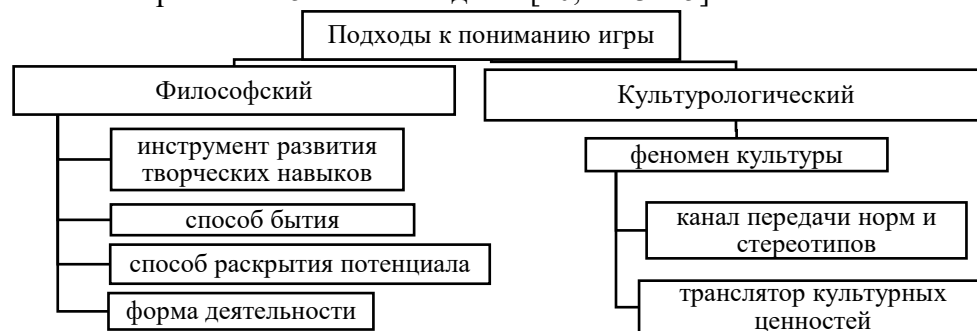 Подходы к пониманию игры
Философский
Культурологический
инструмент развития
творческих навыков
способ бытия
способ раскрытия потенциала
форма деятельности
феномен культуры
канал передачи норм и
стереотипов
транслятор культурных
ценностей